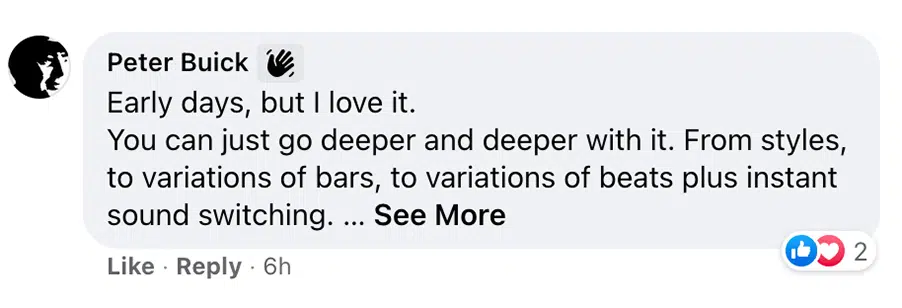 Peter Buick
Early days, but I love it.
You can just go deeper and deeper with it. From styles,
to variations of bars, to variations of beats plus instant
sound switching. ... See More
Like · Reply · 6h
2